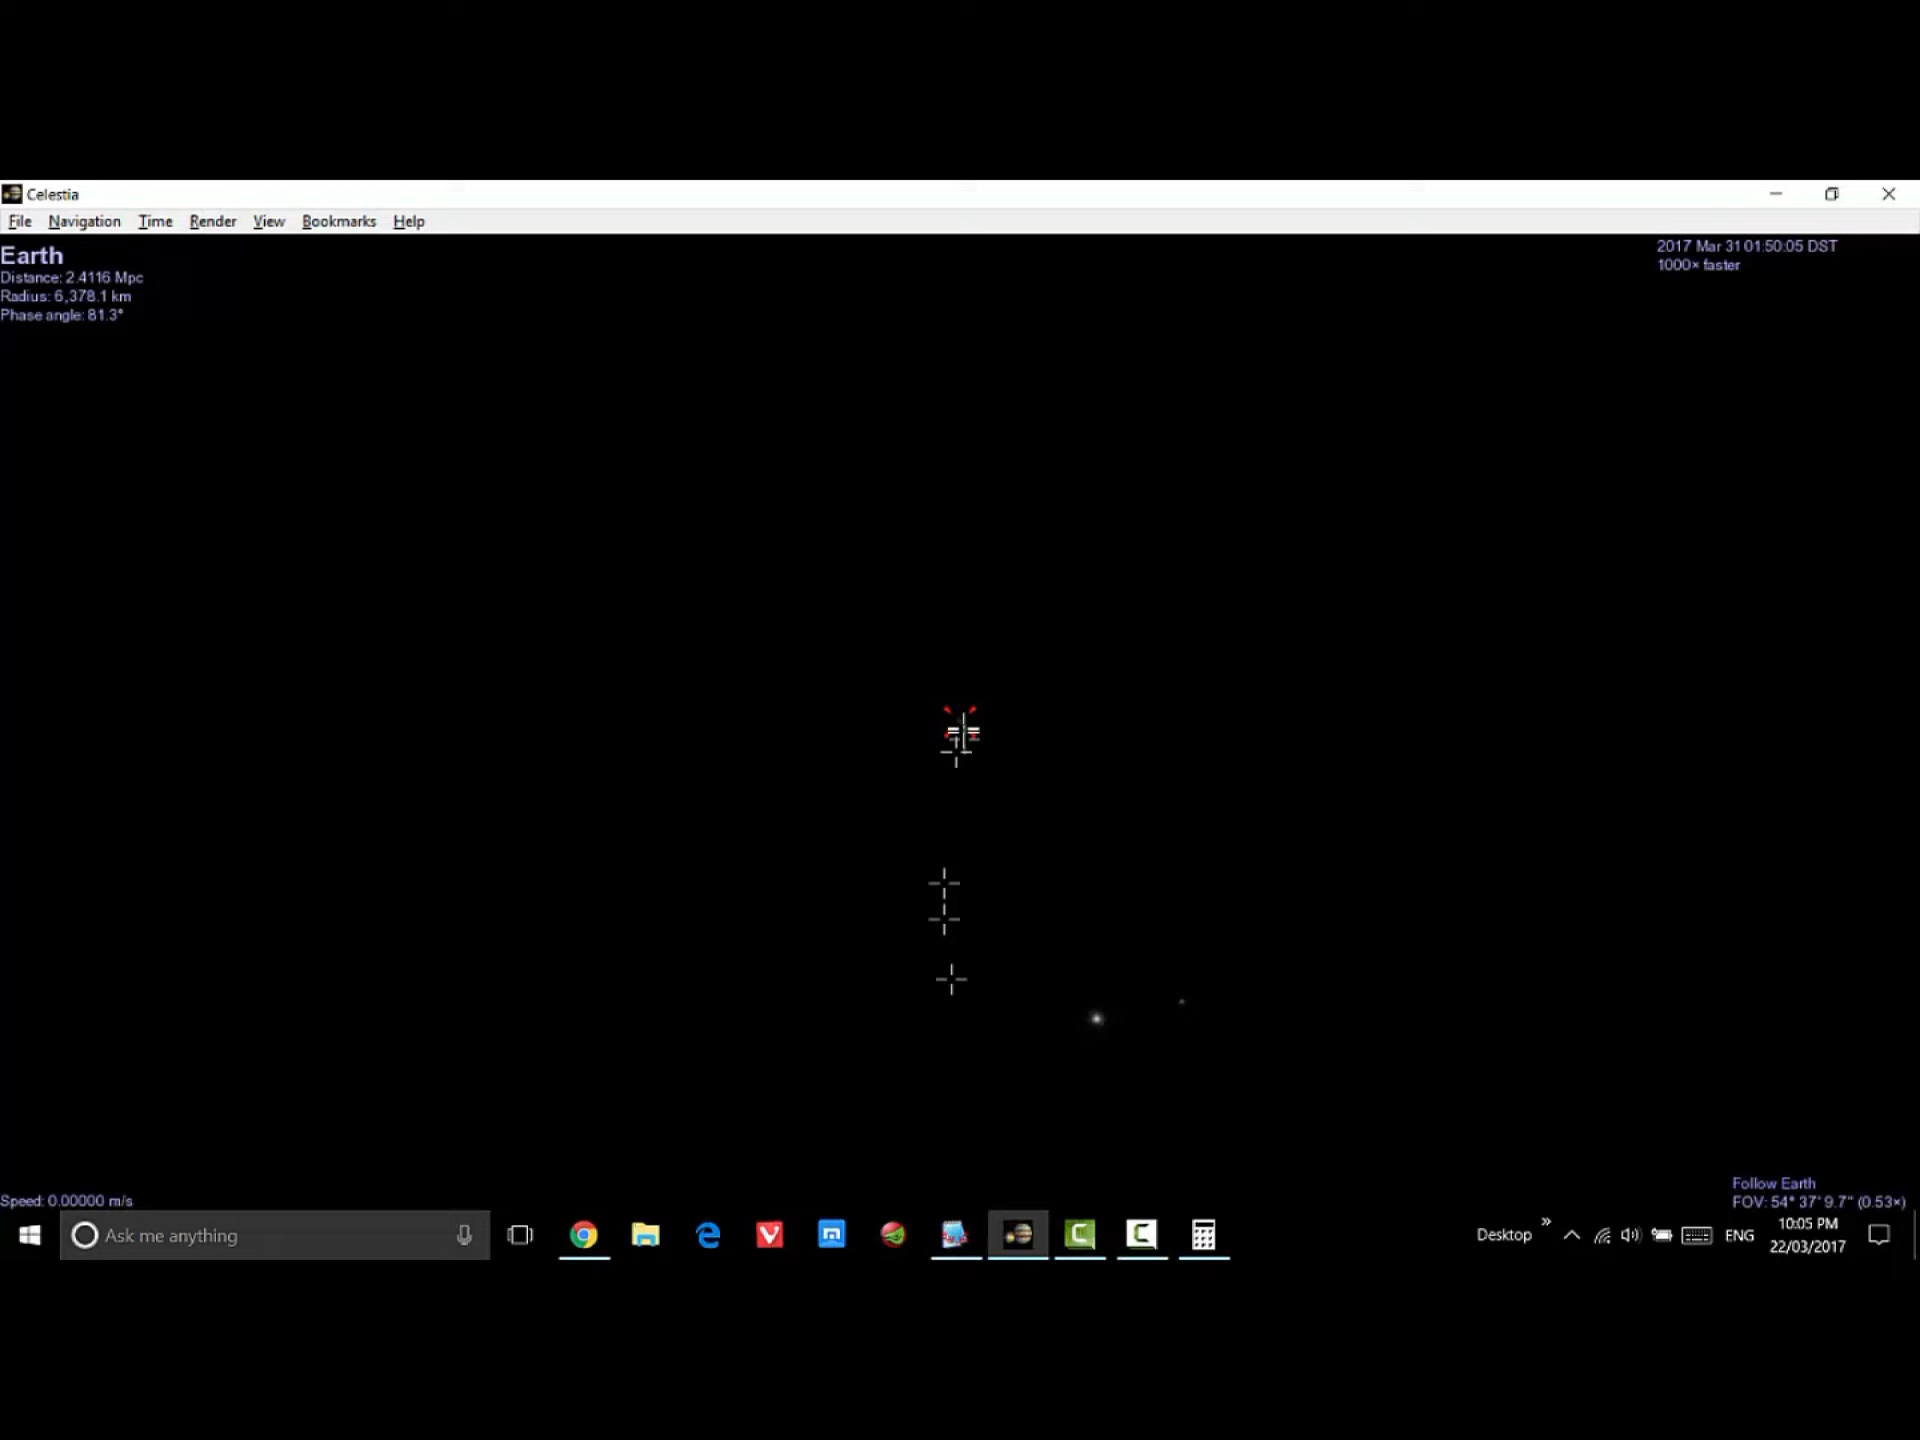 Celestia
File Navigation Time Render View Bookmarks Help
Earth
Distance: 2.4116 Mpc
Radius: 6,378.1 km
Phase angle: 81.3°
2017 Mar 31 01:50:05 DST
1000× faster
Speed: 0.00000 m/s
Follow Earth
FOV: 54° 37' 9.7" (0.53×)
Ask me anything
Desktop
ENG
10:05 PM
22/03/2017